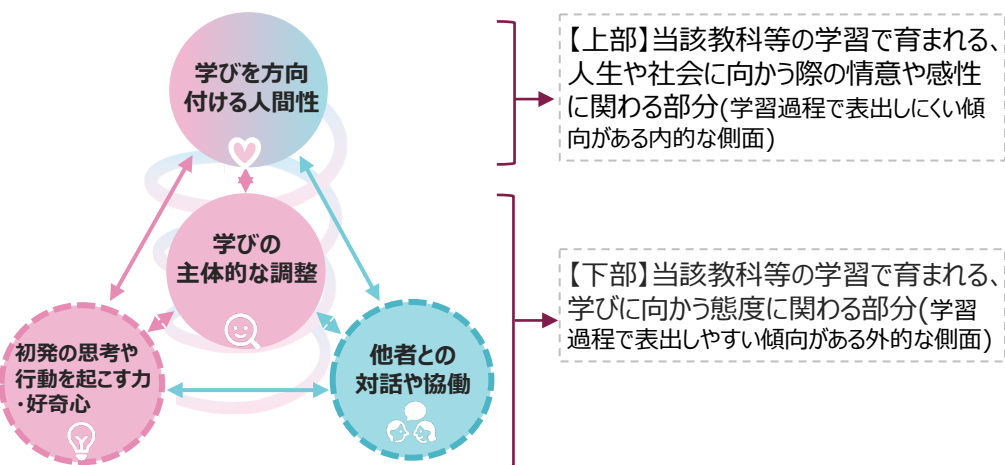 学びを方向
付ける人間性
学びの
主体的な調整
初発の思考や
行動を起こす力
・好奇心
他者との
対話や協働
【上部】当該教科等の学習で育まれる、
人生や社会に向かう際の情意や感性
に関わる部分(学習過程で表出しにくい傾
向がある内的な側面)
【下部】当該教科等の学習で育まれる、
学びに向かう態度に関わる部分(学習
過程で表出しやすい傾向がある外的な側面)